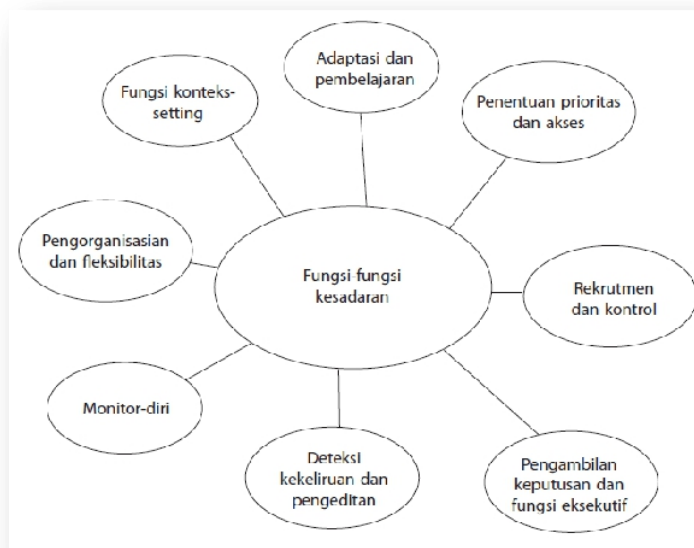 Adaptasi dan
pembelajaran
Fungsi konteks-
setting
Penentuan prioritas
dan akses
Pengorganisasian
dan fleksibilitas
Fungsi-fungsi
kesadaran
Rekrutmen
dan kontrol
Monitor-diri
Deteksi
kekeliruan dan
pengeditan
Pengambilan
keputusan dan
fungsi eksekutif